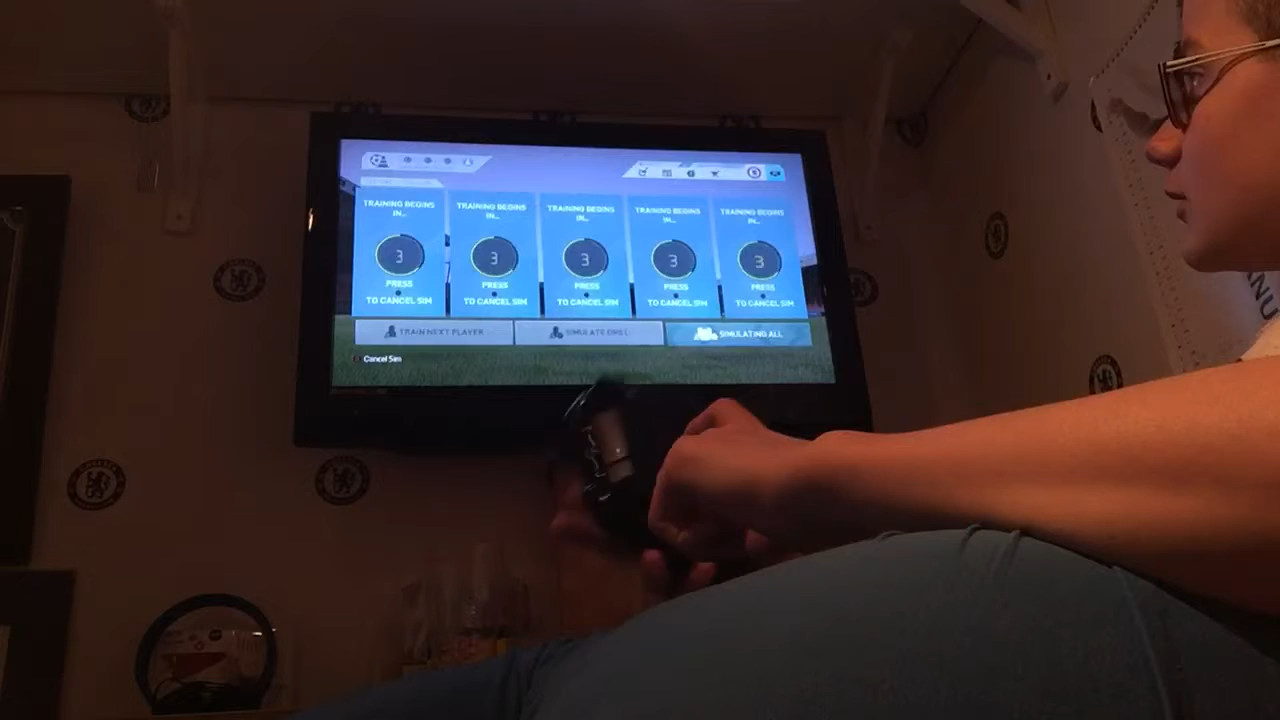 TRAINING BEGINS
IN...
3
PRESS
TO CANCEL SIM
TRAINING BEGINS
IN...
3
PRESS
TO CANCEL SIM
TRAINING BEGINS
IN...
3
PRESS
TO CANCEL SIM
TRAINING BEGINS
IN...
3
PRESS
TO CANCEL SIM
TRAINING BEGINS
IN...
3
PRESS
TO CANCEL SIM
TRAIN NEXT PLAYER
SIMULATE
SIMULATING ALL
Cancel Sim
CHELSEA